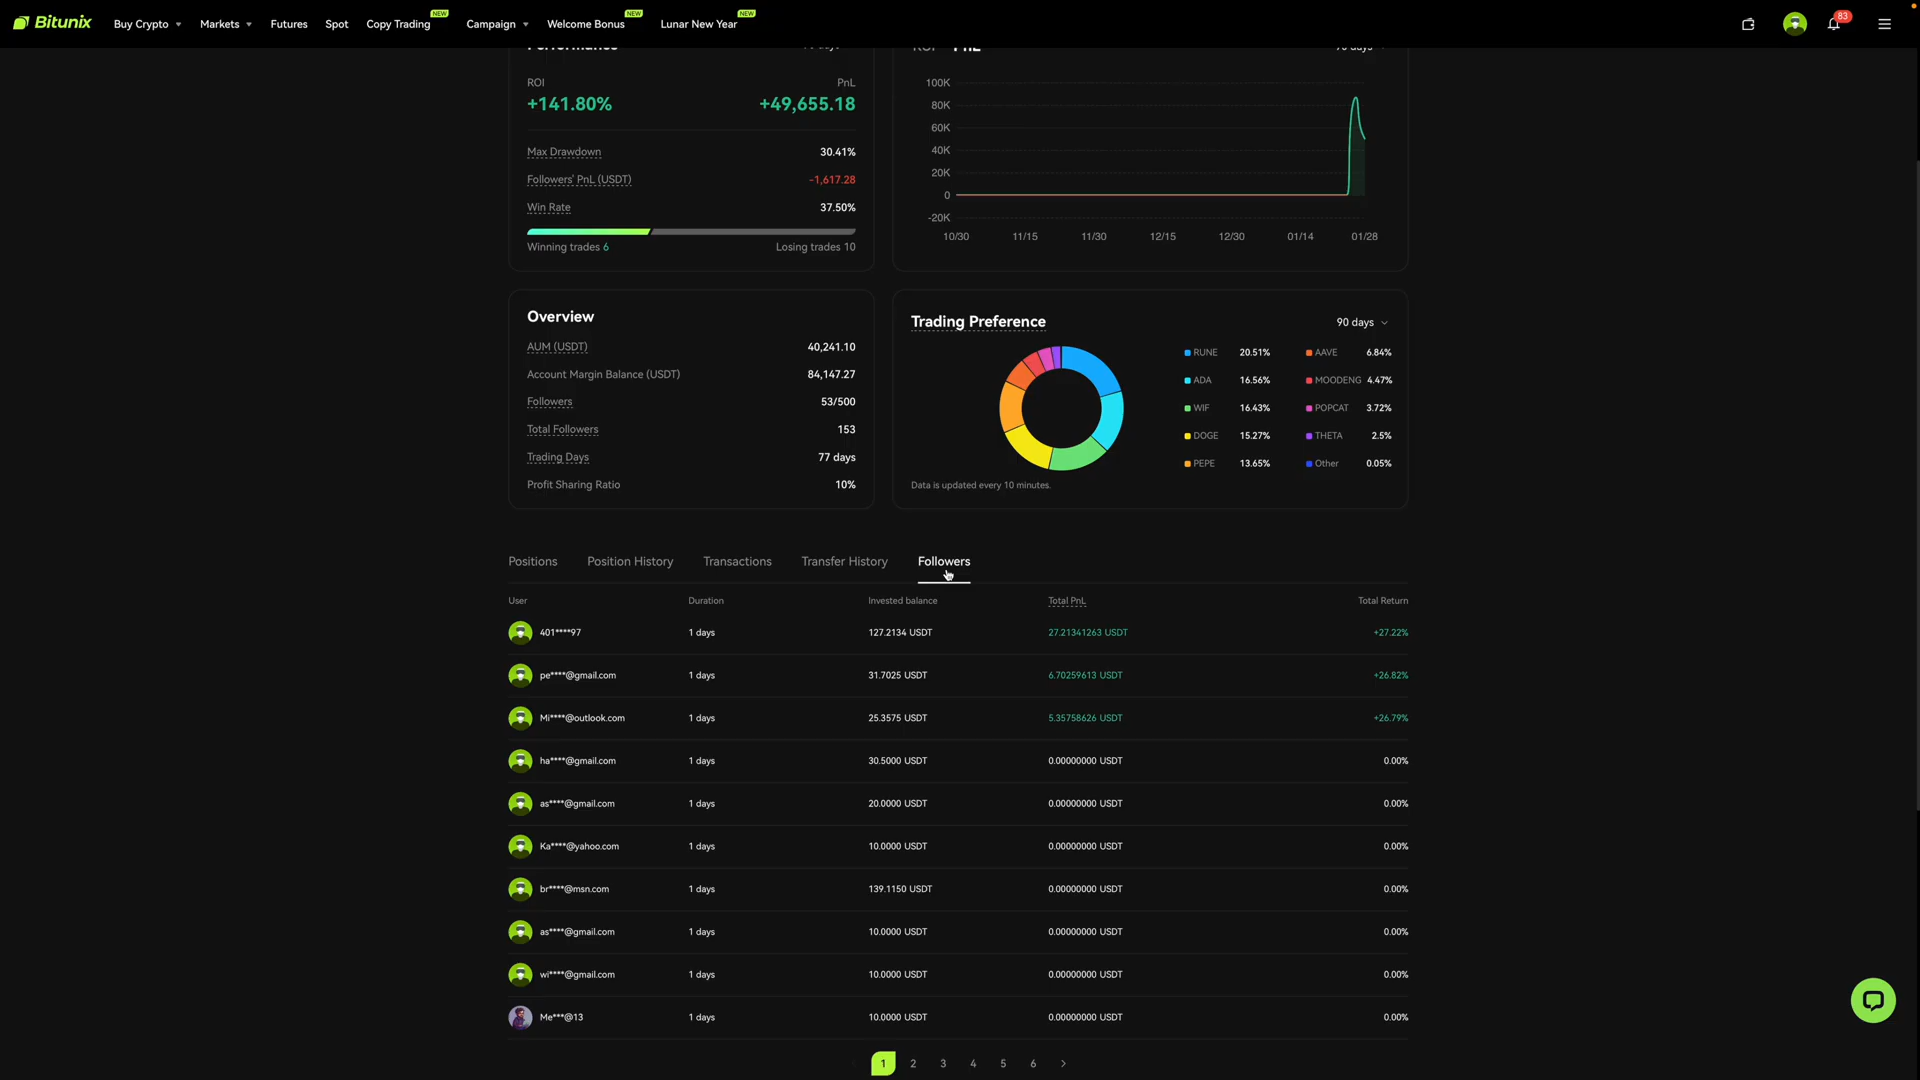 Bitunix Buy Crypto Markets Futures Spot Copy Trading NEW Campaign Welcome Bonus NEW Lunar New Year NEW 83
Performance
ROI PnL
+141.80% +49,655.18
Max Drawdown 30.41%
Followers' PnL (USDT) -1,617.28
Win Rate 37.50%
Winning trades 6 Losing trades 10
ROI PnL 90 days
100K
80K
60K
40K
20K
0
-20K
10/30 11/15 11/30 12/15 12/30 01/14 01/28
Overview
AUM (USDT) 40,241.10
Account Margin Balance (USDT) 84,147.27
Followers 53/500
Total Followers 153
Trading Days 77 days
Profit Sharing Ratio 10%
Trading Preference 90 days
RUNE 20.51% AAVE 6.84%
ADA 16.56% MOODENG 4.47%
WIF 16.43% POPCAT 3.72%
DOGE 15.27% THETA 2.5%
PEPE 13.65% Other 0.05%
Data is updated every 10 minutes.
Positions Position History Transactions Transfer History Followers
User Duration Invested balance Total PnL Total Return
401****97 1 days 127.2134 USDT 27.21341263 USDT +27.22%
pe****@gmail.com 1 days 31.7025 USDT 6.70259613 USDT +26.82%
Mi****@outlook.com 1 days 25.3575 USDT 5.35758626 USDT +26.79%
ha****@gmail.com 1 days 30.5000 USDT 0.00000000 USDT 0.00%
as****@gmail.com 1 days 20.0000 USDT 0.00000000 USDT 0.00%
Ka****@yahoo.com 1 days 10.0000 USDT 0.00000000 USDT 0.00%
br****@msn.com 1 days 139.1150 USDT 0.00000000 USDT 0.00%
as****@gmail.com 1 days 10.0000 USDT 0.00000000 USDT 0.00%
wi****@gmail.com 1 days 10.0000 USDT 0.00000000 USDT 0.00%
Me***@13 1 days 10.0000 USDT 0.00000000 USDT 0.00%
1 2 3 4 5 6